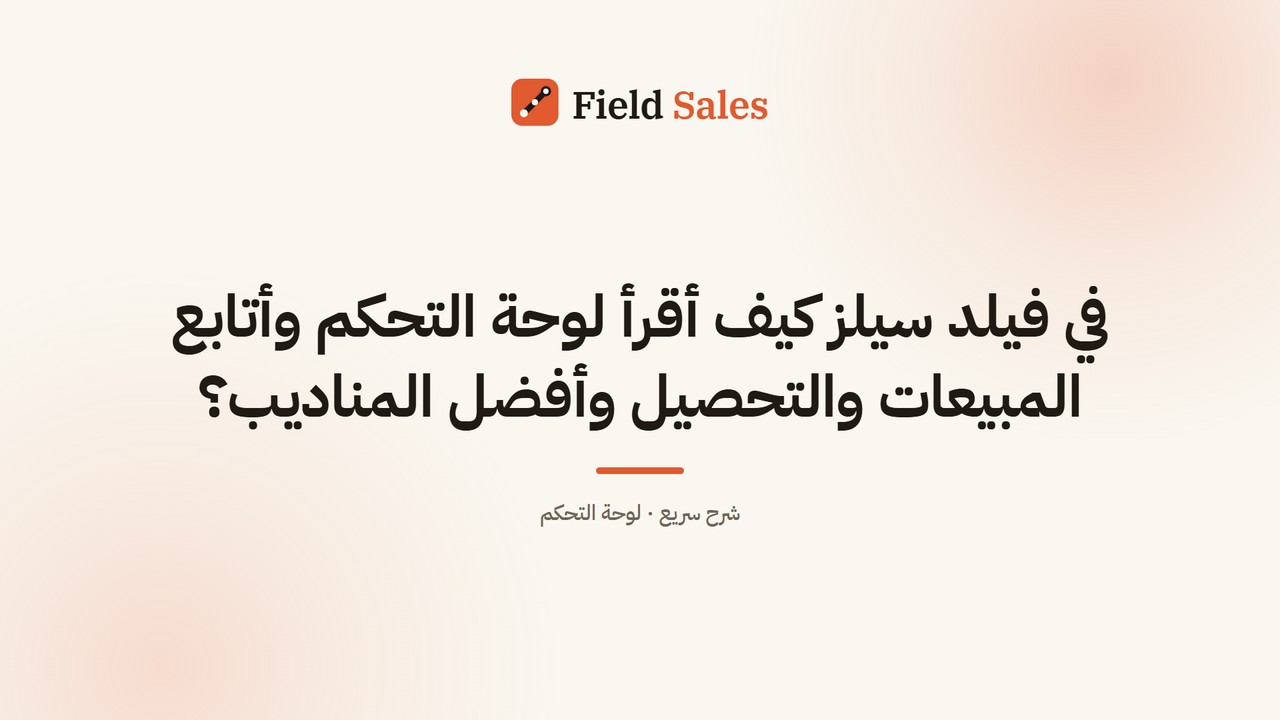 Field Sales
في فيلد سيلز كيف أقرأ لوحة التحكم وأتابع
المبيعات والتحصيل وأفضل المناديب؟
شرح سريع · لوحة التحكم